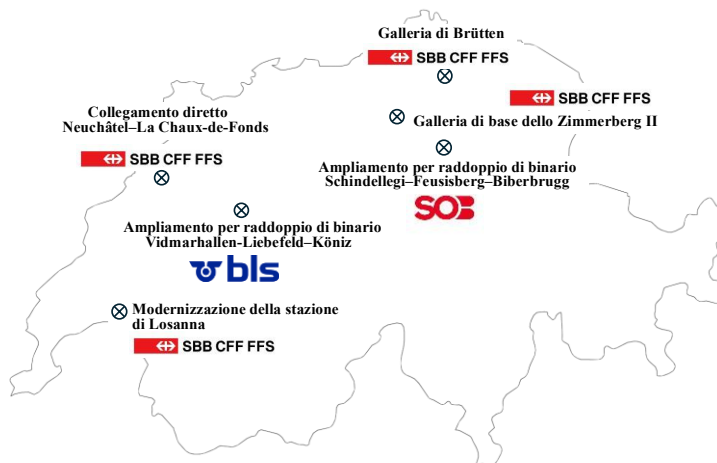 Galleria di Brütten
SBB CFF FFS
SBB CFF FFS
Galleria di base dello Zimmerberg II
Collegamento diretto
Neuchâtel–La Chaux-de-Fonds
SBB CFF FFS
Ampliamento per raddoppio di binario
Schindellegi–Feusisberg–Biberbrugg
SOB
Ampliamento per raddoppio di binario
Vidmarhallen-Liebefeld–Köniz
bls
Modernizzazione della stazione
di Losanna
SBB CFF FFS